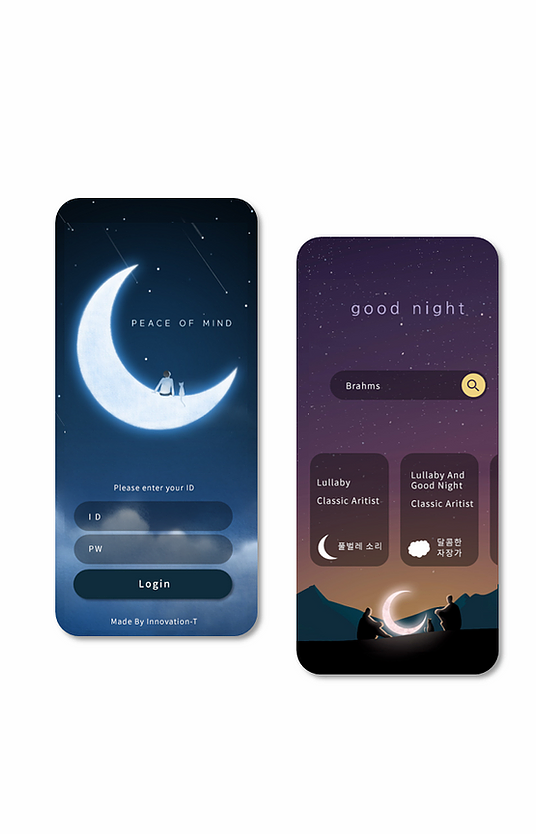 PEACE OF MIND
Please enter your ID
ID
PW
Login
Made By Innovation-T
good night
Brahms
Lullaby
Classic Aritist
풀벌레 소리
Lullaby And
Good Night
Classic Aritist
달콤한
자장가